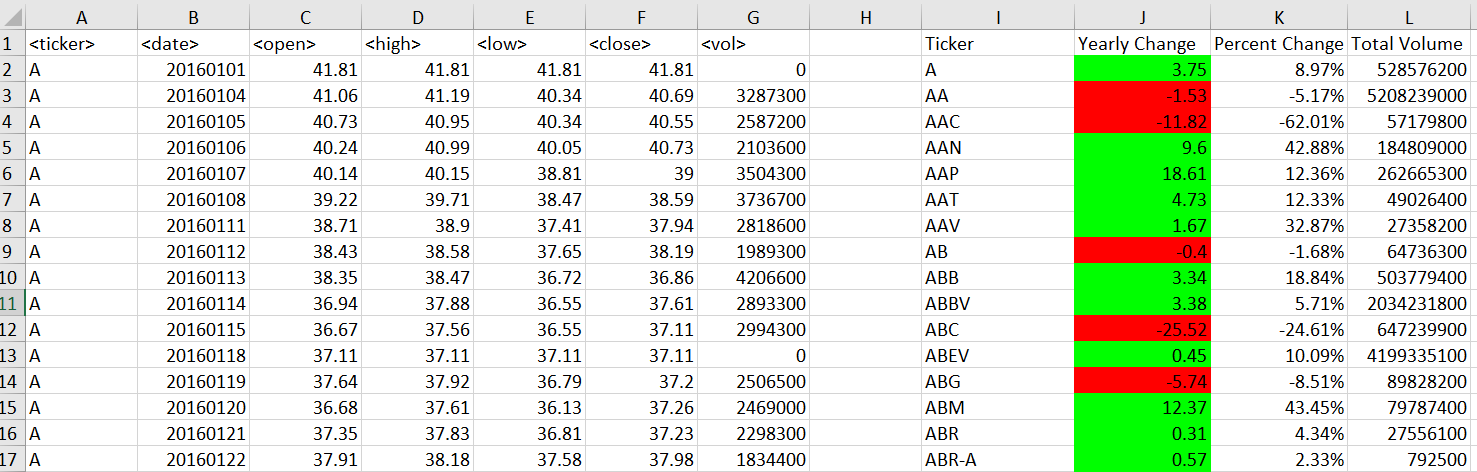 A B C D E F G H I J K L
1 <ticker> <date> <open> <high> <low> <close> <vol> Ticker Yearly Change Percent Change Total Volume
2 A 20160101 41.81 41.81 41.81 41.81 0 A 3.75 8.97% 528576200
3 A 20160104 41.06 41.19 40.34 40.69 3287300 AA -1.53 -5.17% 5208239000
4 A 20160105 40.73 40.95 40.34 40.55 2587200 AAC -11.82 -62.01% 57179800
5 A 20160106 40.24 40.99 40.05 40.73 2103600 AAN 9.6 42.88% 184809000
6 A 20160107 40.14 40.15 38.81 39 3504300 AAP 18.61 12.36% 262665300
7 A 20160108 39.22 39.71 38.47 38.59 3736700 AAT 4.73 12.33% 49026400
8 A 20160111 38.71 38.9 37.41 37.94 2818600 AAV 1.67 32.87% 27358200
9 A 20160112 38.43 38.58 37.65 38.19 1989300 AB -0.4 -1.68% 64736300
10 A 20160113 38.35 38.47 36.72 36.86 4206600 ABB 3.34 18.84% 503779400
11 A 20160114 36.94 37.88 36.55 37.61 2893300 ABBV 3.38 5.71% 2034231800
12 A 20160115 36.67 37.56 36.55 37.11 2994300 ABC -25.52 -24.61% 647239900
13 A 20160118 37.11 37.11 37.11 37.11 0 ABEV 0.45 10.09% 4199335100
14 A 20160119 37.64 37.92 36.79 37.2 2506500 ABG -5.74 -8.51% 89828200
15 A 20160120 36.68 37.61 36.13 37.26 2469000 ABM 12.37 43.45% 79787400
16 A 20160121 37.35 37.83 36.81 37.23 2298300 ABR 0.31 4.34% 27556100
17 A 20160122 37.91 38.18 37.58 37.98 1834400 ABR-A 0.57 2.33% 792500